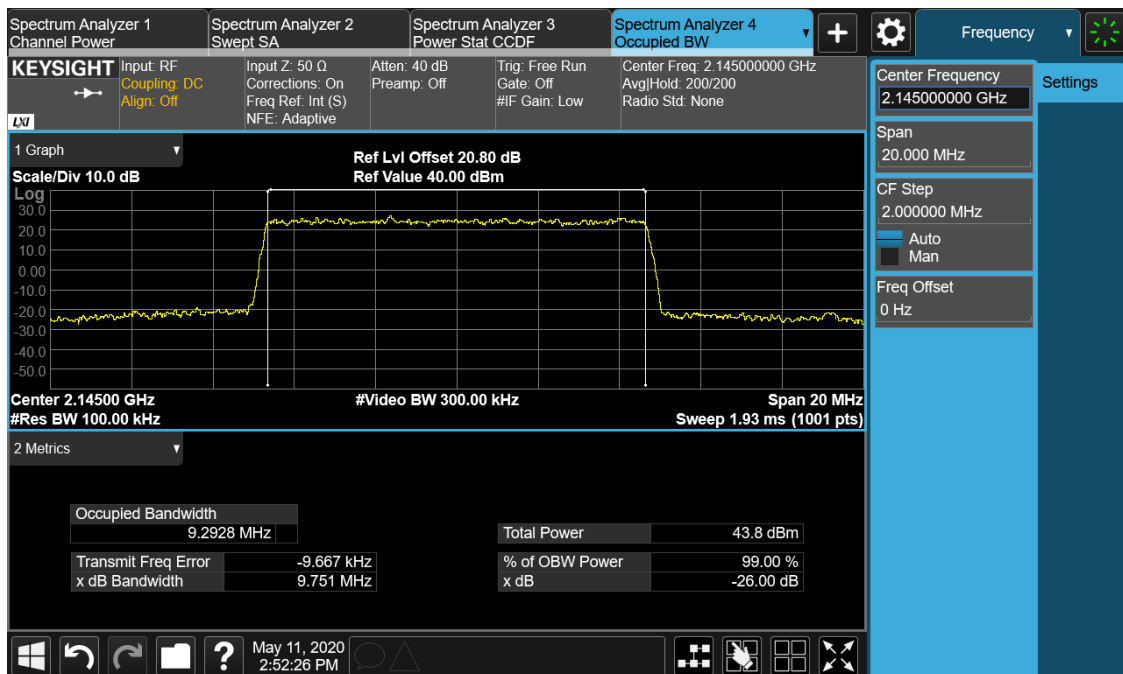 Spectrum Analyzer 1
Channel Power
Spectrum Analyzer 2
Swept SA
Spectrum Analyzer 3
Power Stat CCDF
Spectrum Analyzer 4
Occupied BW
Frequency
KEYSIGHT
LXI
Input: RF
Coupling: DC
Align: Off
Input Z: 50 Ω
Corrections: On
Freq Ref: Int (S)
NFE: Adaptive
Atten: 40 dB
Preamp: Off
Trig: Free Run
Gate: Off
#IF Gain: Low
Center Freq: 2.145000000 GHz
Avg|Hold: 200/200
Radio Std: None
Center Frequency
2.145000000 GHz
Settings
Span
20.000 MHz
CF Step
2.000000 MHz
Auto
Man
Freq Offset
0 Hz
1 Graph
Ref Lvl Offset 20.80 dB
Scale/Div 10.0 dB
Ref Value 40.00 dBm
Log
30.0
20.0
10.0
0.00
-10.0
-20.0
-30.0
-40.0
-50.0
Center 2.14500 GHz
#Video BW 300.00 kHz
Span 20 MHz
#Res BW 100.00 kHz
Sweep 1.93 ms (1001 pts)
2 Metrics
Occupied Bandwidth
9.2928 MHz
Total Power 43.8 dBm
Transmit Freq Error -9.667 kHz
% of OBW Power 99.00 %
x dB Bandwidth 9.751 MHz
x dB -26.00 dB
?
May 11, 2020
2:52:26 PM